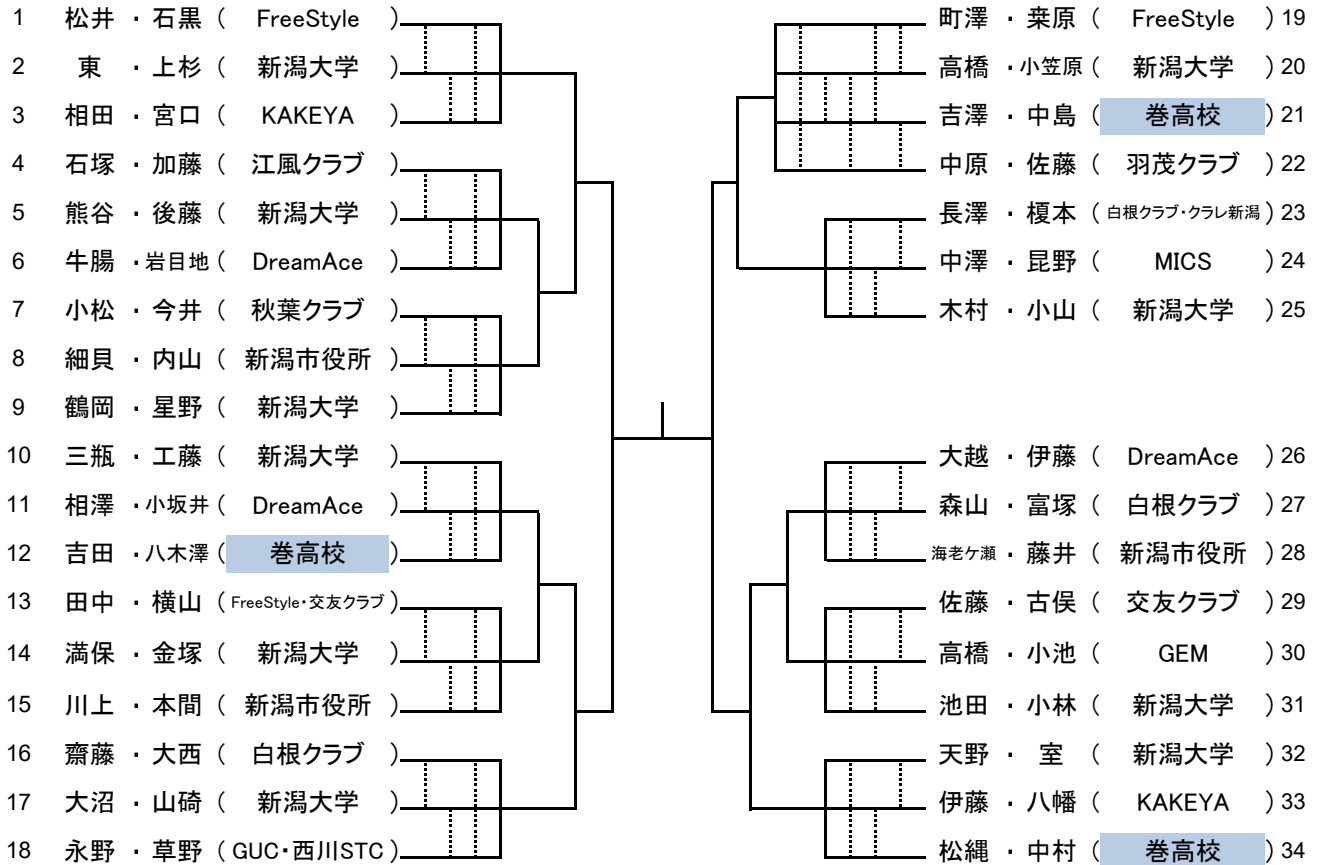 1 松井 ・ 石黒 ( FreeStyle )
2 東 ・ 上杉 ( 新潟大学 )
3 相田 ・ 宮口 ( KAKEYA )
4 石塚 ・ 加藤 ( 江風クラブ )
5 熊谷 ・ 後藤 ( 新潟大学 )
6 牛腸 ・ 岩目地 ( DreamAce )
7 小松 ・ 今井 ( 秋葉クラブ )
8 細貝 ・ 内山 ( 新潟市役所 )
9 鶴岡 ・ 星野 ( 新潟大学 )
10 三瓶 ・ 工藤 ( 新潟大学 )
11 相澤 ・ 小坂井 ( DreamAce )
12 吉田 ・ 八木澤 ( 巻高校 )
13 田中 ・ 横山 ( FreeStyle・交友クラブ )
14 満保 ・ 金塚 ( 新潟大学 )
15 川上 ・ 本間 ( 新潟市役所 )
16 齋藤 ・ 大西 ( 白根クラブ )
17 大沼 ・ 山碕 ( 新潟大学 )
18 永野 ・ 草野 ( GUC・西川STC )
町澤 ・ 桒原 ( FreeStyle ) 19
高橋 ・ 小笠原 ( 新潟大学 ) 20
吉澤 ・ 中島 ( 巻高校 ) 21
中原 ・ 佐藤 ( 羽茂クラブ ) 22
長澤 ・ 榎本 ( 白根クラブ・クラレ新潟 ) 23
中澤 ・ 昆野 ( MICS ) 24
木村 ・ 小山 ( 新潟大学 ) 25
大越 ・ 伊藤 ( DreamAce ) 26
森山 ・ 富塚 ( 白根クラブ ) 27
海老ケ瀬 ・ 藤井 ( 新潟市役所 ) 28
佐藤 ・ 古俣 ( 交友クラブ ) 29
高橋 ・ 小池 ( GEM ) 30
池田 ・ 小林 ( 新潟大学 ) 31
天野 ・ 室 ( 新潟大学 ) 32
伊藤 ・ 八幡 ( KAKEYA ) 33
松縄 ・ 中村 ( 巻高校 ) 34